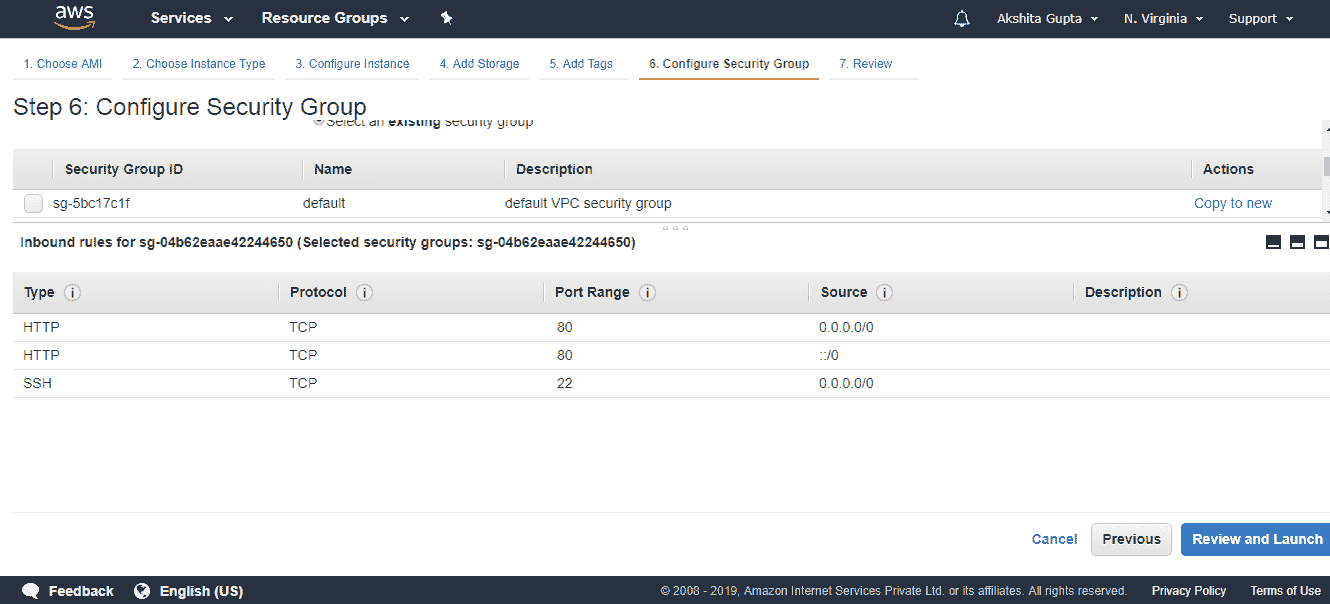 aws Services Resource Groups Akshita Gupta N. Virginia Support
1. Choose AMI 2. Choose Instance Type 3. Configure Instance 4. Add Storage 5. Add Tags 6. Configure Security Group 7. Review
Step 6: Configure Security Group
Select an existing security group
Security Group ID Name Description Actions
sg-5bc17c1f default default VPC security group Copy to new
Inbound rules for sg-04b62eaae42244650 (Selected security groups: sg-04b62eaae42244650)
Type i Protocol i Port Range i Source i Description i
HTTP TCP 80 0.0.0.0/0
HTTP TCP 80 ::/0
SSH TCP 22 0.0.0.0/0
Cancel Previous Review and Launch
Feedback English (US) © 2008 - 2019, Amazon Internet Services Private Ltd. or its affiliates. All rights reserved. Privacy Policy Terms of Use